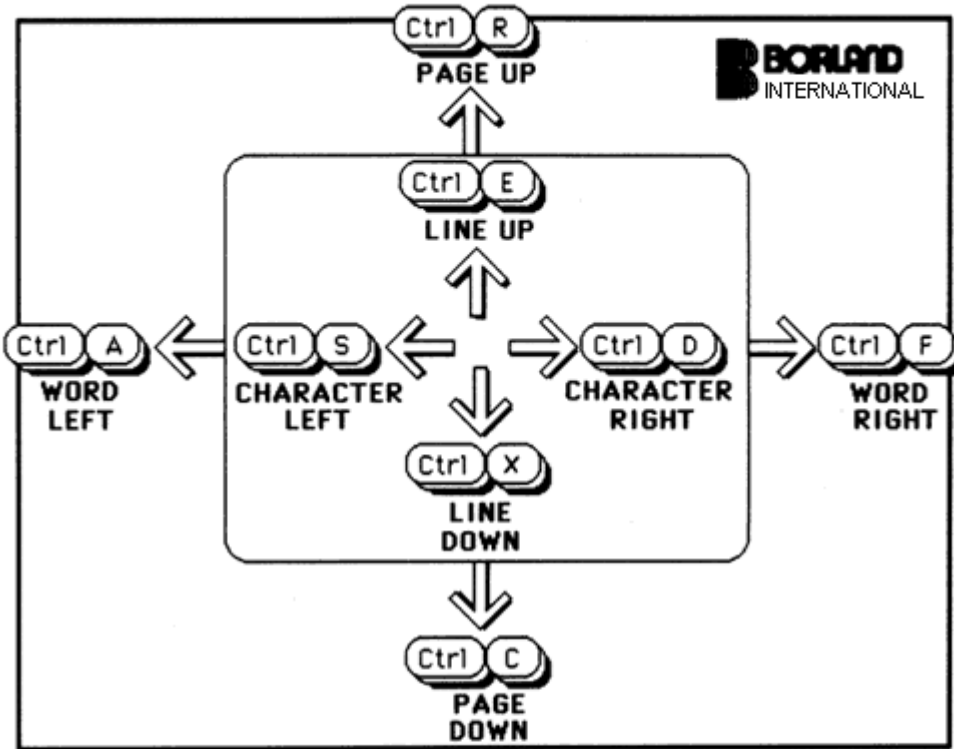 Ctrl R
PAGE UP
BORLAND
INTERNATIONAL
Ctrl E
LINE UP
Ctrl A
WORD
LEFT
Ctrl S
CHARACTER
LEFT
Ctrl D
CHARACTER
RIGHT
Ctrl F
WORD
RIGHT
Ctrl X
LINE
DOWN
Ctrl C
PAGE
DOWN